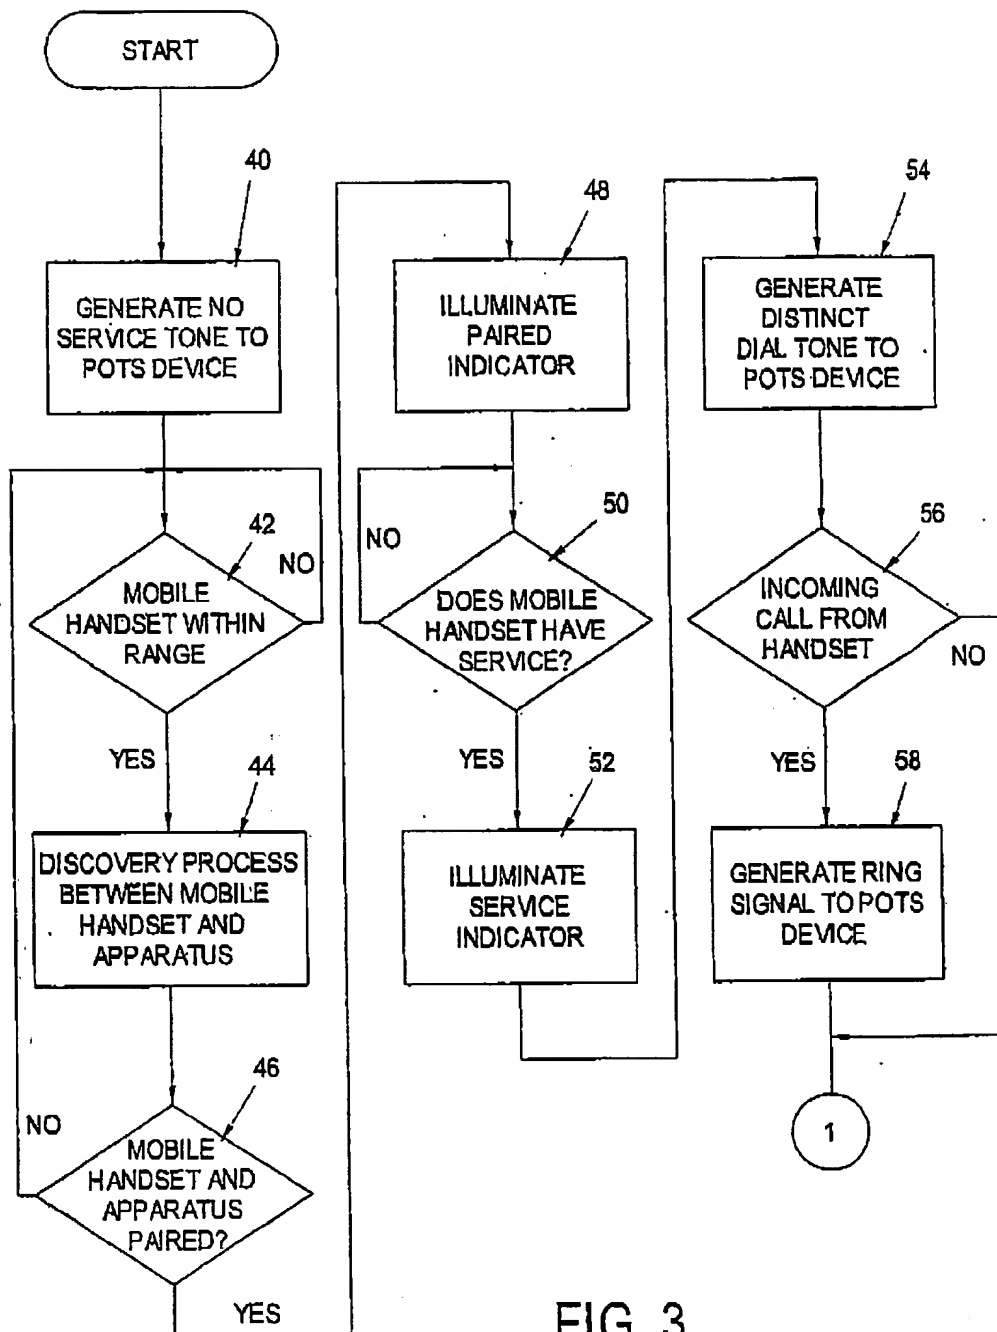 START
40
GENERATE NO
SERVICE TONE TO
POTS DEVICE
42
NO
MOBILE
HANDSET WITHIN
RANGE
YES
44
DISCOVERY PROCESS
BETWEEN MOBILE
HANDSET AND
APPARATUS
46
NO
MOBILE
HANDSET AND
APPARATUS
PAIRED?
YES
48
ILLUMINATE
PAIRED
INDICATOR
50
NO
DOES MOBILE
HANDSET HAVE
SERVICE?
YES
52
ILLUMINATE
SERVICE
INDICATOR
54
GENERATE
DISTINCT
DIAL TONE TO
POTS DEVICE
56
INCOMING
CALL FROM
HANDSET
NO
YES
58
GENERATE RING
SIGNAL TO POTS
DEVICE
1
FIG. 3